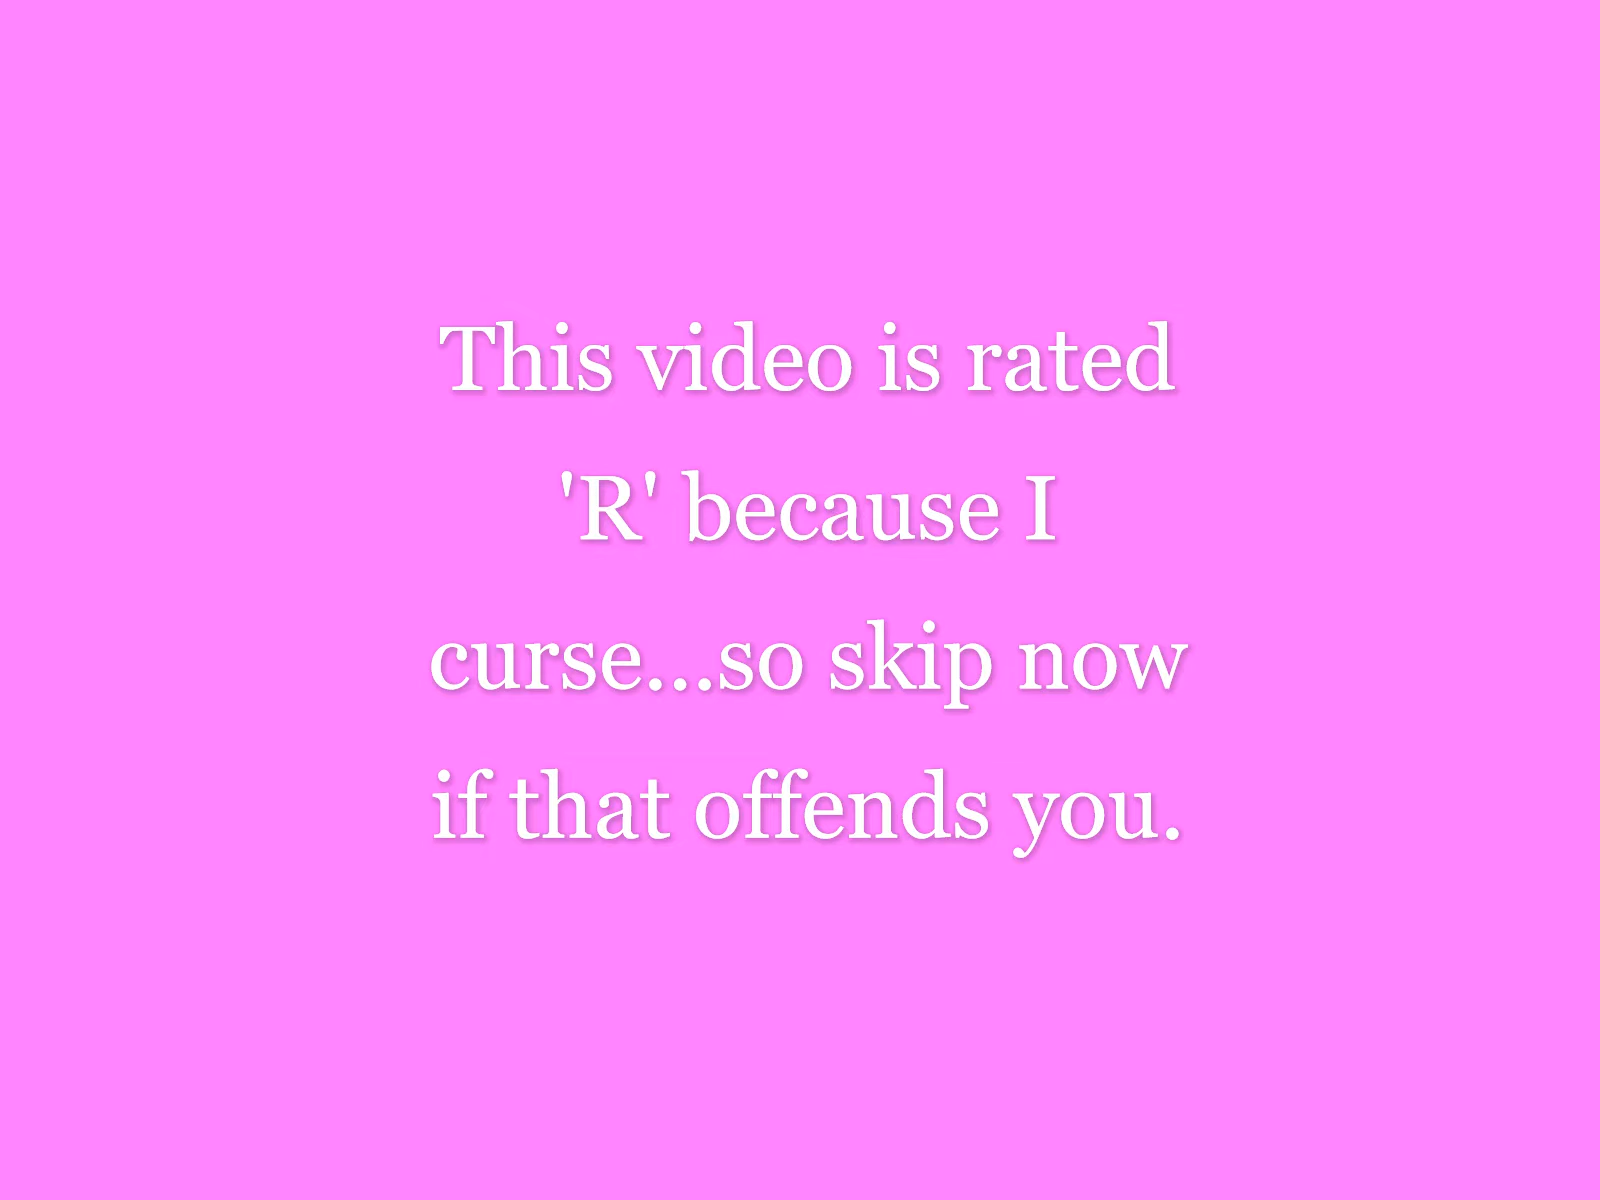 This video is rated
'R' because I
curse...so skip now
if that offends you.